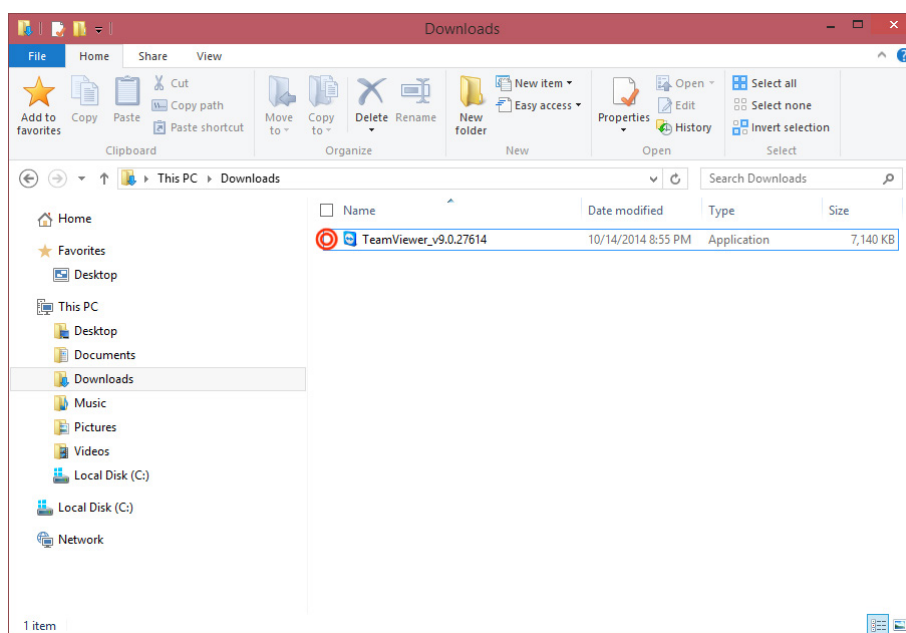 Downloads
File Home Share View
Add to favorites
Copy
Paste
Cut
Copy path
Paste shortcut
Clipboard
Move to
Copy to
Delete
Rename
Organize
New folder
New item
Easy access
New
Properties
Open
Edit
History
Open
Select all
Select none
Invert selection
Select
This PC Downloads
Search Downloads
Name Date modified Type Size
TeamViewer_v9.0.27614 10/14/2014 8:55 PM Application 7,140 KB
Home
Favorites
Desktop
This PC
Desktop
Documents
Downloads
Music
Pictures
Videos
Local Disk (C:)
Local Disk (C:)
Network
1 item